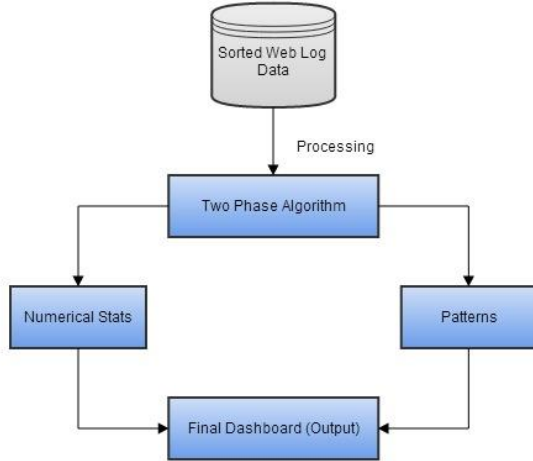 Sorted Web Log
Data
Processing
Two Phase Algorithm
Numerical Stats
Patterns
Final Dashboard (Output)